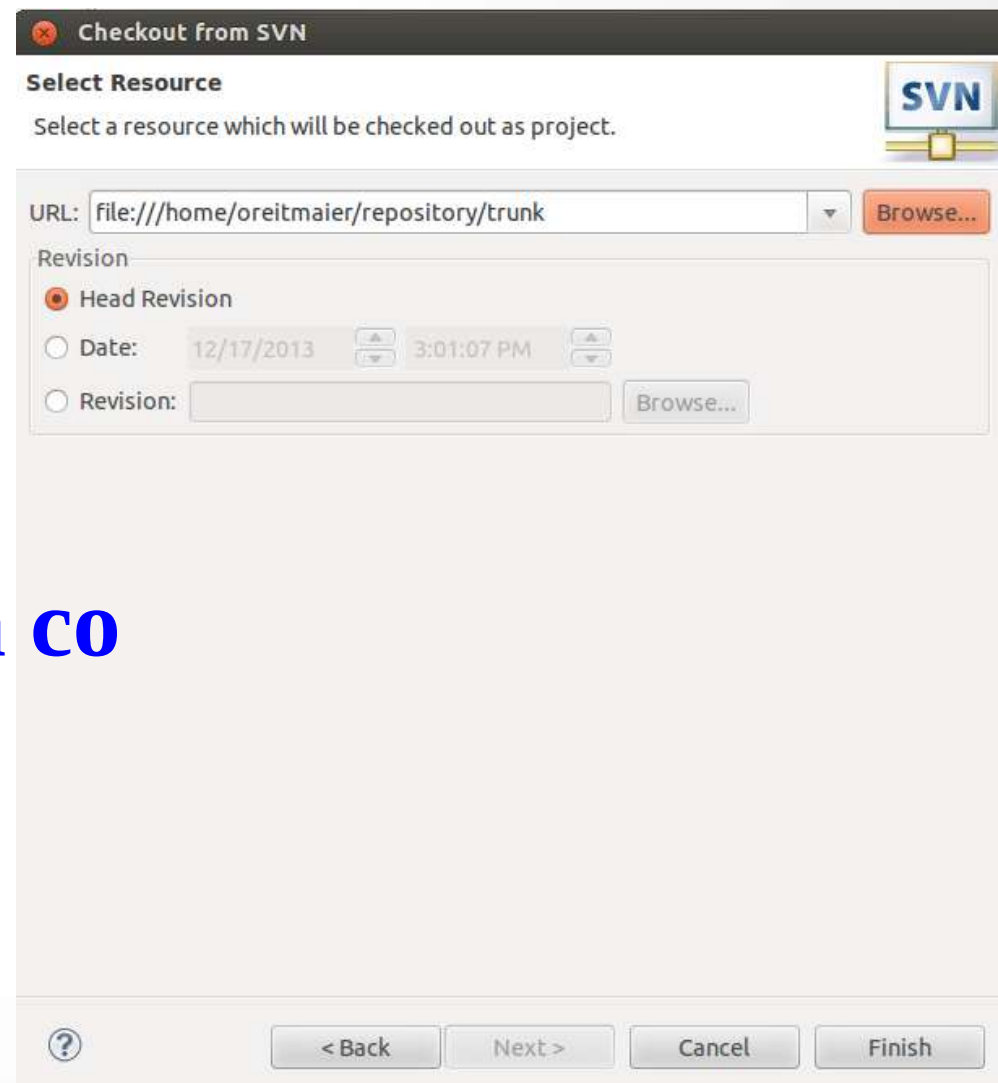 Checkout from SVN
Select Resource
Select a resource which will be checked out as project.
SVN
URL: file:///home/oreitmaier/repository/trunk Browse...
Revision
Head Revision
Date: 12/17/2013 3:01:07 PM
Revision: Browse...
co
< Back Next > Cancel Finish